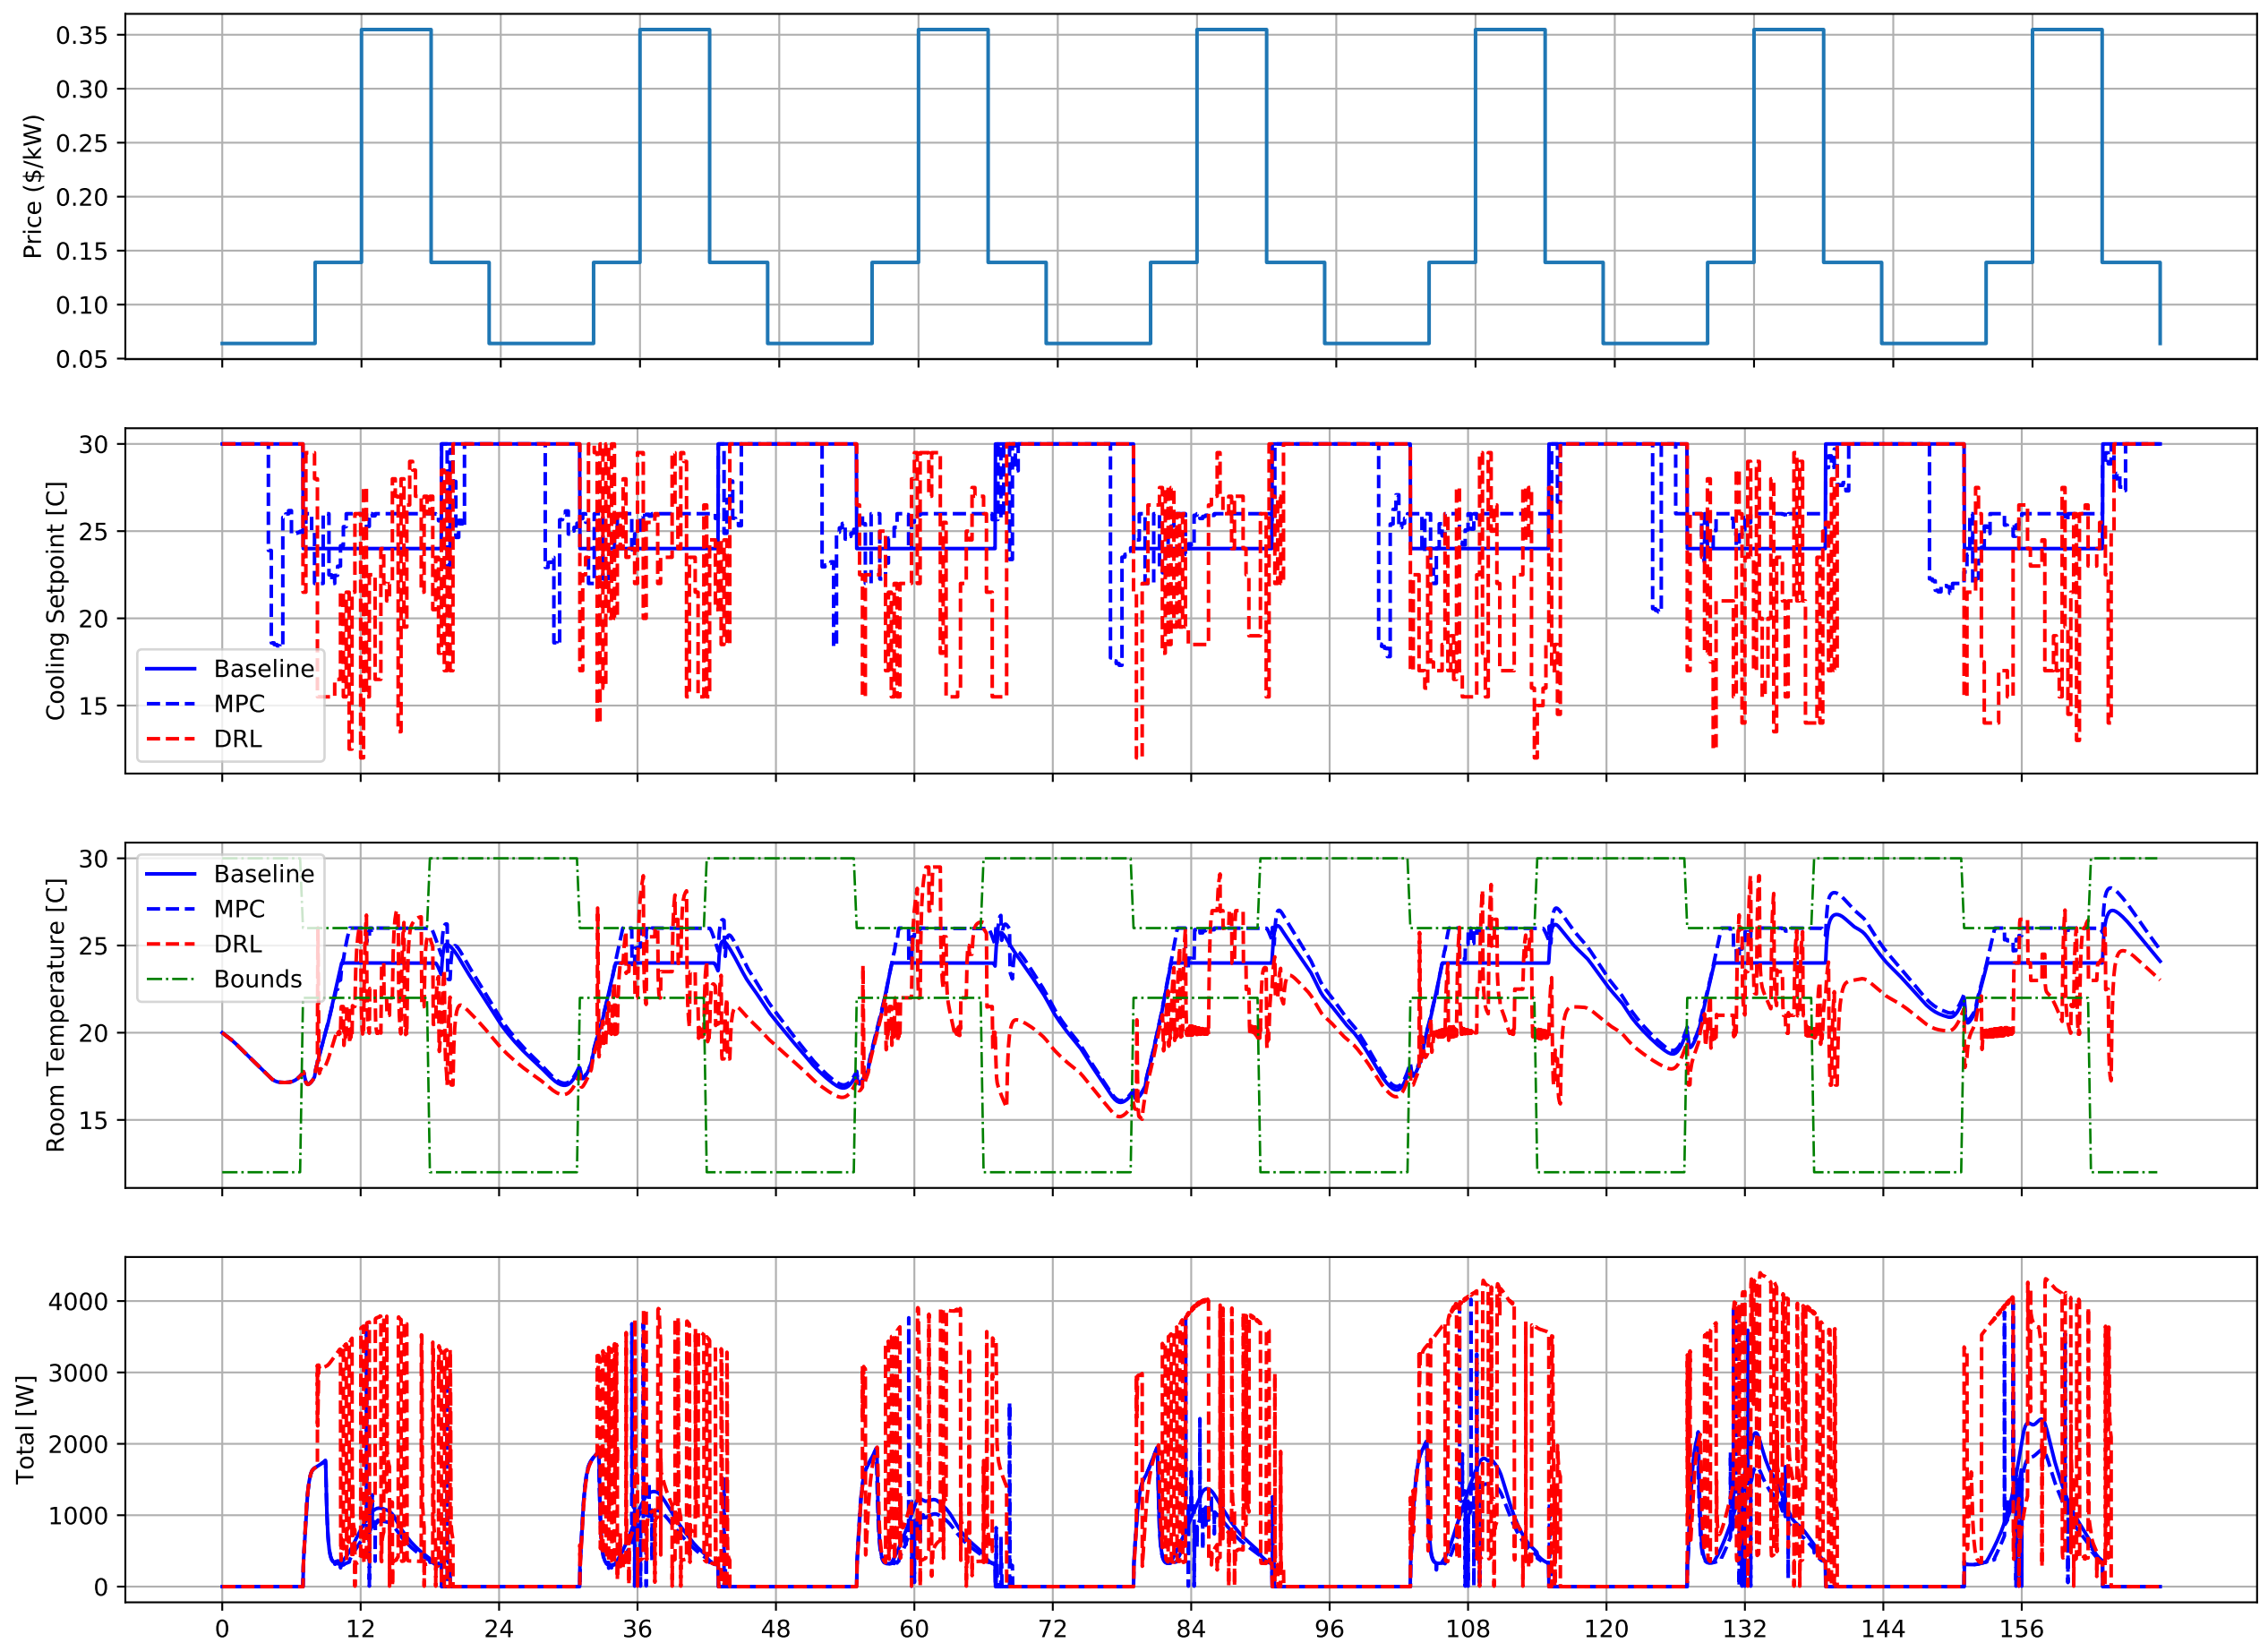 Price ($/kW)
0.35
0.30
0.25
0.20
0.15
0.10
0.05
Cooling Setpoint [C]
30
25
20
15
Baseline
MPC
DRL
Room Temperature [C]
30
25
20
15
Baseline
MPC
DRL
Bounds
Total [W]
4000
3000
2000
1000
0
0 12 24 36 48 60 72 84 96 108 120 132 144 156